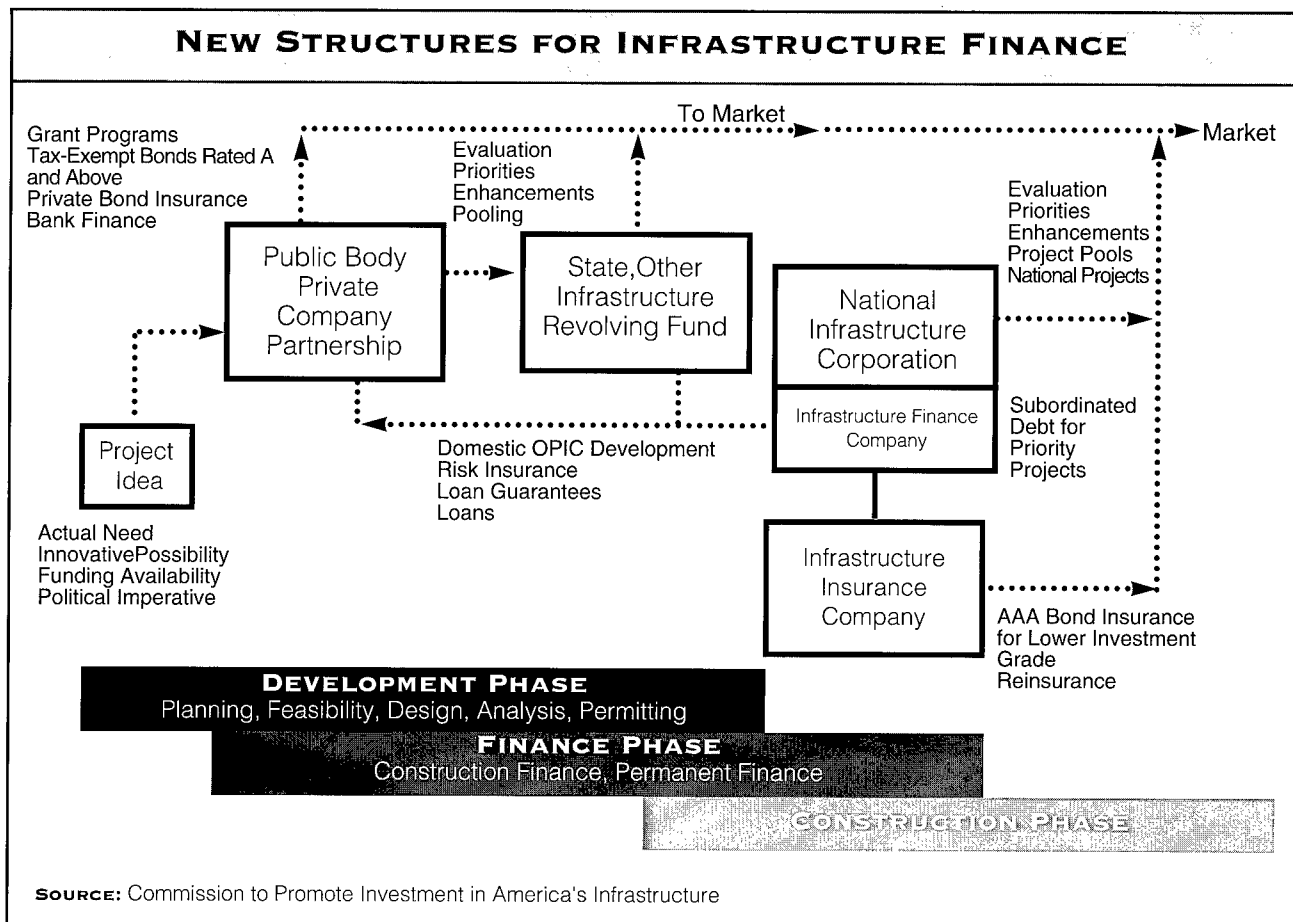 NEW STRUCTURES FOR INFRASTRUCTURE FINANCE
To Market
Market
Grant Programs
Tax-Exempt Bonds Rated A
and Above
Private Bond Insurance
Bank Finance
Evaluation
Priorities
Enhancements
Pooling
Evaluation
Priorities
Enhancements
Project Pools
National Projects
Public Body
Private
Company
Partnership
State,Other
Infrastructure
Revolving Fund
National
Infrastructure
Corporation
Infrastructure Finance
Company
Subordinated
Debt for
Priority
Projects
Project
Idea
Domestic OPIC Development
Risk Insurance
Loan Guarantees
Loans
Actual Need
InnovativePossibility
Funding Availability
Political Imperative
Infrastructure
Insurance
Company
AAA Bond Insurance
for Lower Investment
Grade
Reinsurance
DEVELOPMENT PHASE
Planning, Feasibility, Design, Analysis, Permitting
FINANCE PHASE
Construction Finance, Permanent Finance
CONSTRUCTION PHASE
SOURCE: Commission to Promote Investment in America's Infrastructure